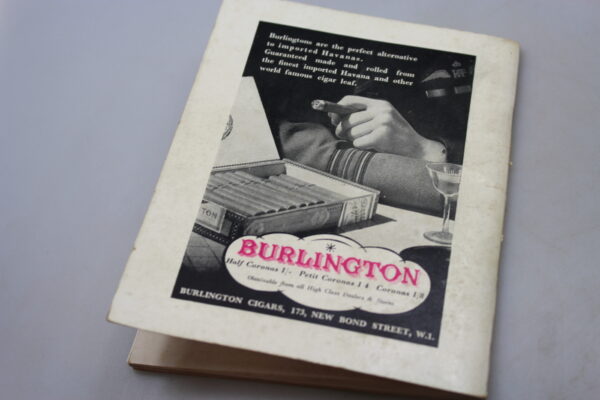 Burlingtons are the perfect alternative
to imported Havanas.
Guaranteed made and rolled from
the finest imported Havana and other
world famous cigar leaf.
TON
BURLINGTON
Half Coronas 1/- Petit Coronas 1 4 Coronas 1/8
Obtainable from all High Class Dealers & Stores
BURLINGTON CIGARS, 173, NEW BOND STREET, W.1.